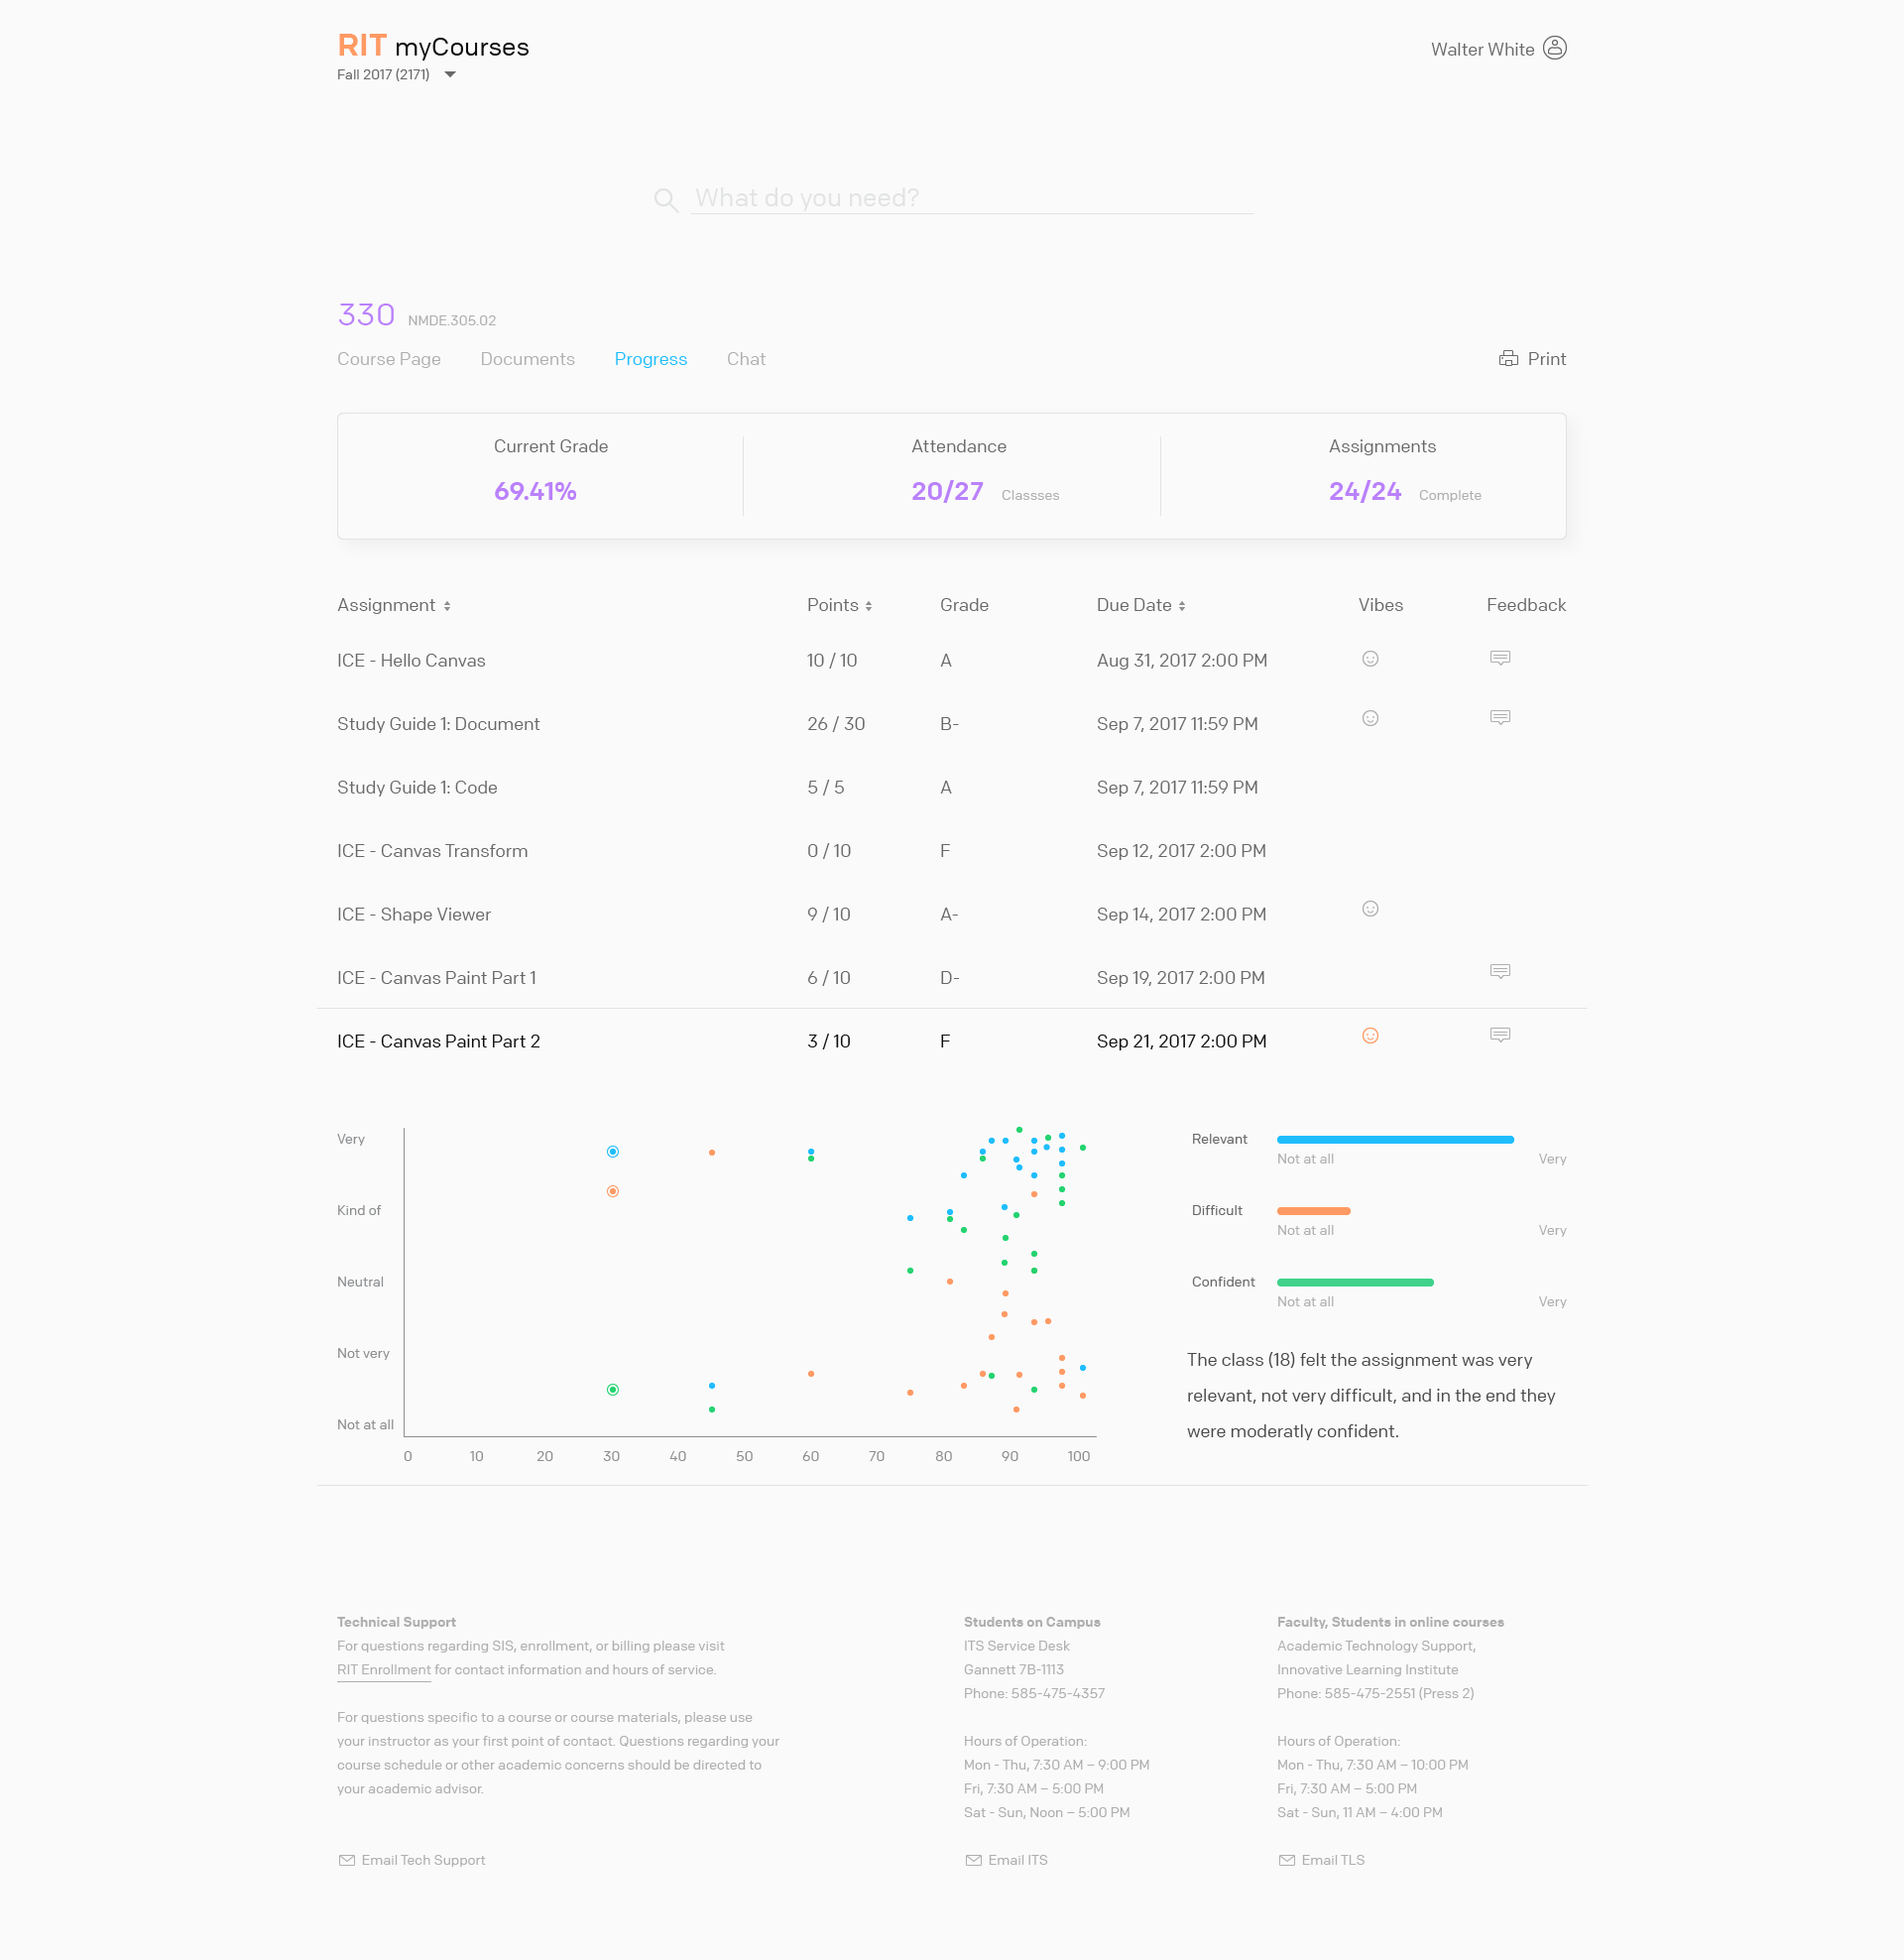 RIT myCourses
Walter White
Fall 2017 (2171)
What do you need?
330 NMDE.305.02
Course Page Documents Progress Chat Print
Current Grade Attendance Assignments
69.41% 20/27 Classses 24/24 Complete
Assignment Points Grade Due Date Vibes Feedback
ICE - Hello Canvas 10 / 10 A Aug 31, 2017 2:00 PM
Study Guide 1: Document 26 / 30 B- Sep 7, 2017 11:59 PM
Study Guide 1: Code 5 / 5 A Sep 7, 2017 11:59 PM
ICE - Canvas Transform 0 / 10 F Sep 12, 2017 2:00 PM
ICE - Shape Viewer 9 / 10 A- Sep 14, 2017 2:00 PM
ICE - Canvas Paint Part 1 6 / 10 D- Sep 19, 2017 2:00 PM
ICE - Canvas Paint Part 2 3 / 10 F Sep 21, 2017 2:00 PM
Very
Kind of
Neutral
Not very
Not at all
0 10 20 30 40 50 60 70 80 90 100
Relevant
Not at all Very
Difficult
Not at all Very
Confident
Not at all Very
The class (18) felt the assignment was very
relevant, not very difficult, and in the end they
were moderatly confident.
Technical Support
For questions regarding SIS, enrollment, or billing please visit
RIT Enrollment for contact information and hours of service.
For questions specific to a course or course materials, please use
your instructor as your first point of contact. Questions regarding your
course schedule or other academic concerns should be directed to
your academic advisor.
Email Tech Support
Students on Campus
ITS Service Desk
Gannett 7B-1113
Phone: 585-475-4357
Hours of Operation:
Mon - Thu, 7:30 AM – 9:00 PM
Fri, 7:30 AM – 5:00 PM
Sat - Sun, Noon – 5:00 PM
Email ITS
Faculty, Students in online courses
Academic Technology Support,
Innovative Learning Institute
Phone: 585-475-2551 (Press 2)
Hours of Operation:
Mon - Thu, 7:30 AM – 10:00 PM
Fri, 7:30 AM – 5:00 PM
Sat - Sun, 11 AM – 4:00 PM
Email TLS